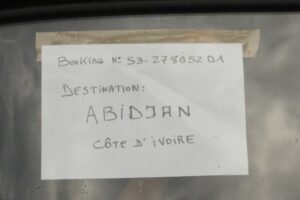 BOOKING N° S3-27805201
DESTINATION:
ABIDJAN
CÔTE D'IVOIRE